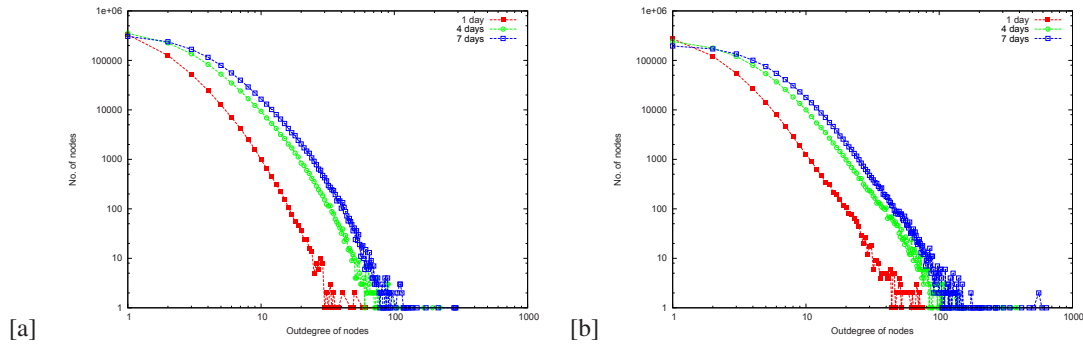 1e+06
100000
10000
1000
100
10
1
1
10
100
1000
No. of nodes
Outdegree of nodes
1 day
4 days
7 days
[a]
1e+06
100000
10000
1000
100
10
1
1
10
100
1000
No. of nodes
Outdegree of nodes
1 day
4 days
7 days
[b]